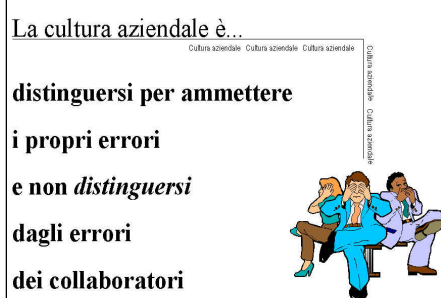 La cultura aziendale è...
Cultura aziendale Cultura aziendale Cultura aziendale
Cultura aziendale Cultura aziendale
distinguersi per ammettere
i propri errori
e non distinguersi
dagli errori
dei collaboratori